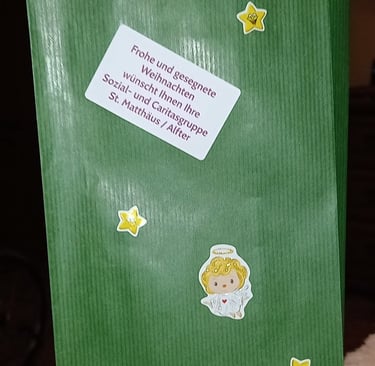 Frohe und gesegnete
Weihnachten
wünscht Ihnen Ihre
Sozial- und Caritasgruppe
St. Matthäus / Alfter